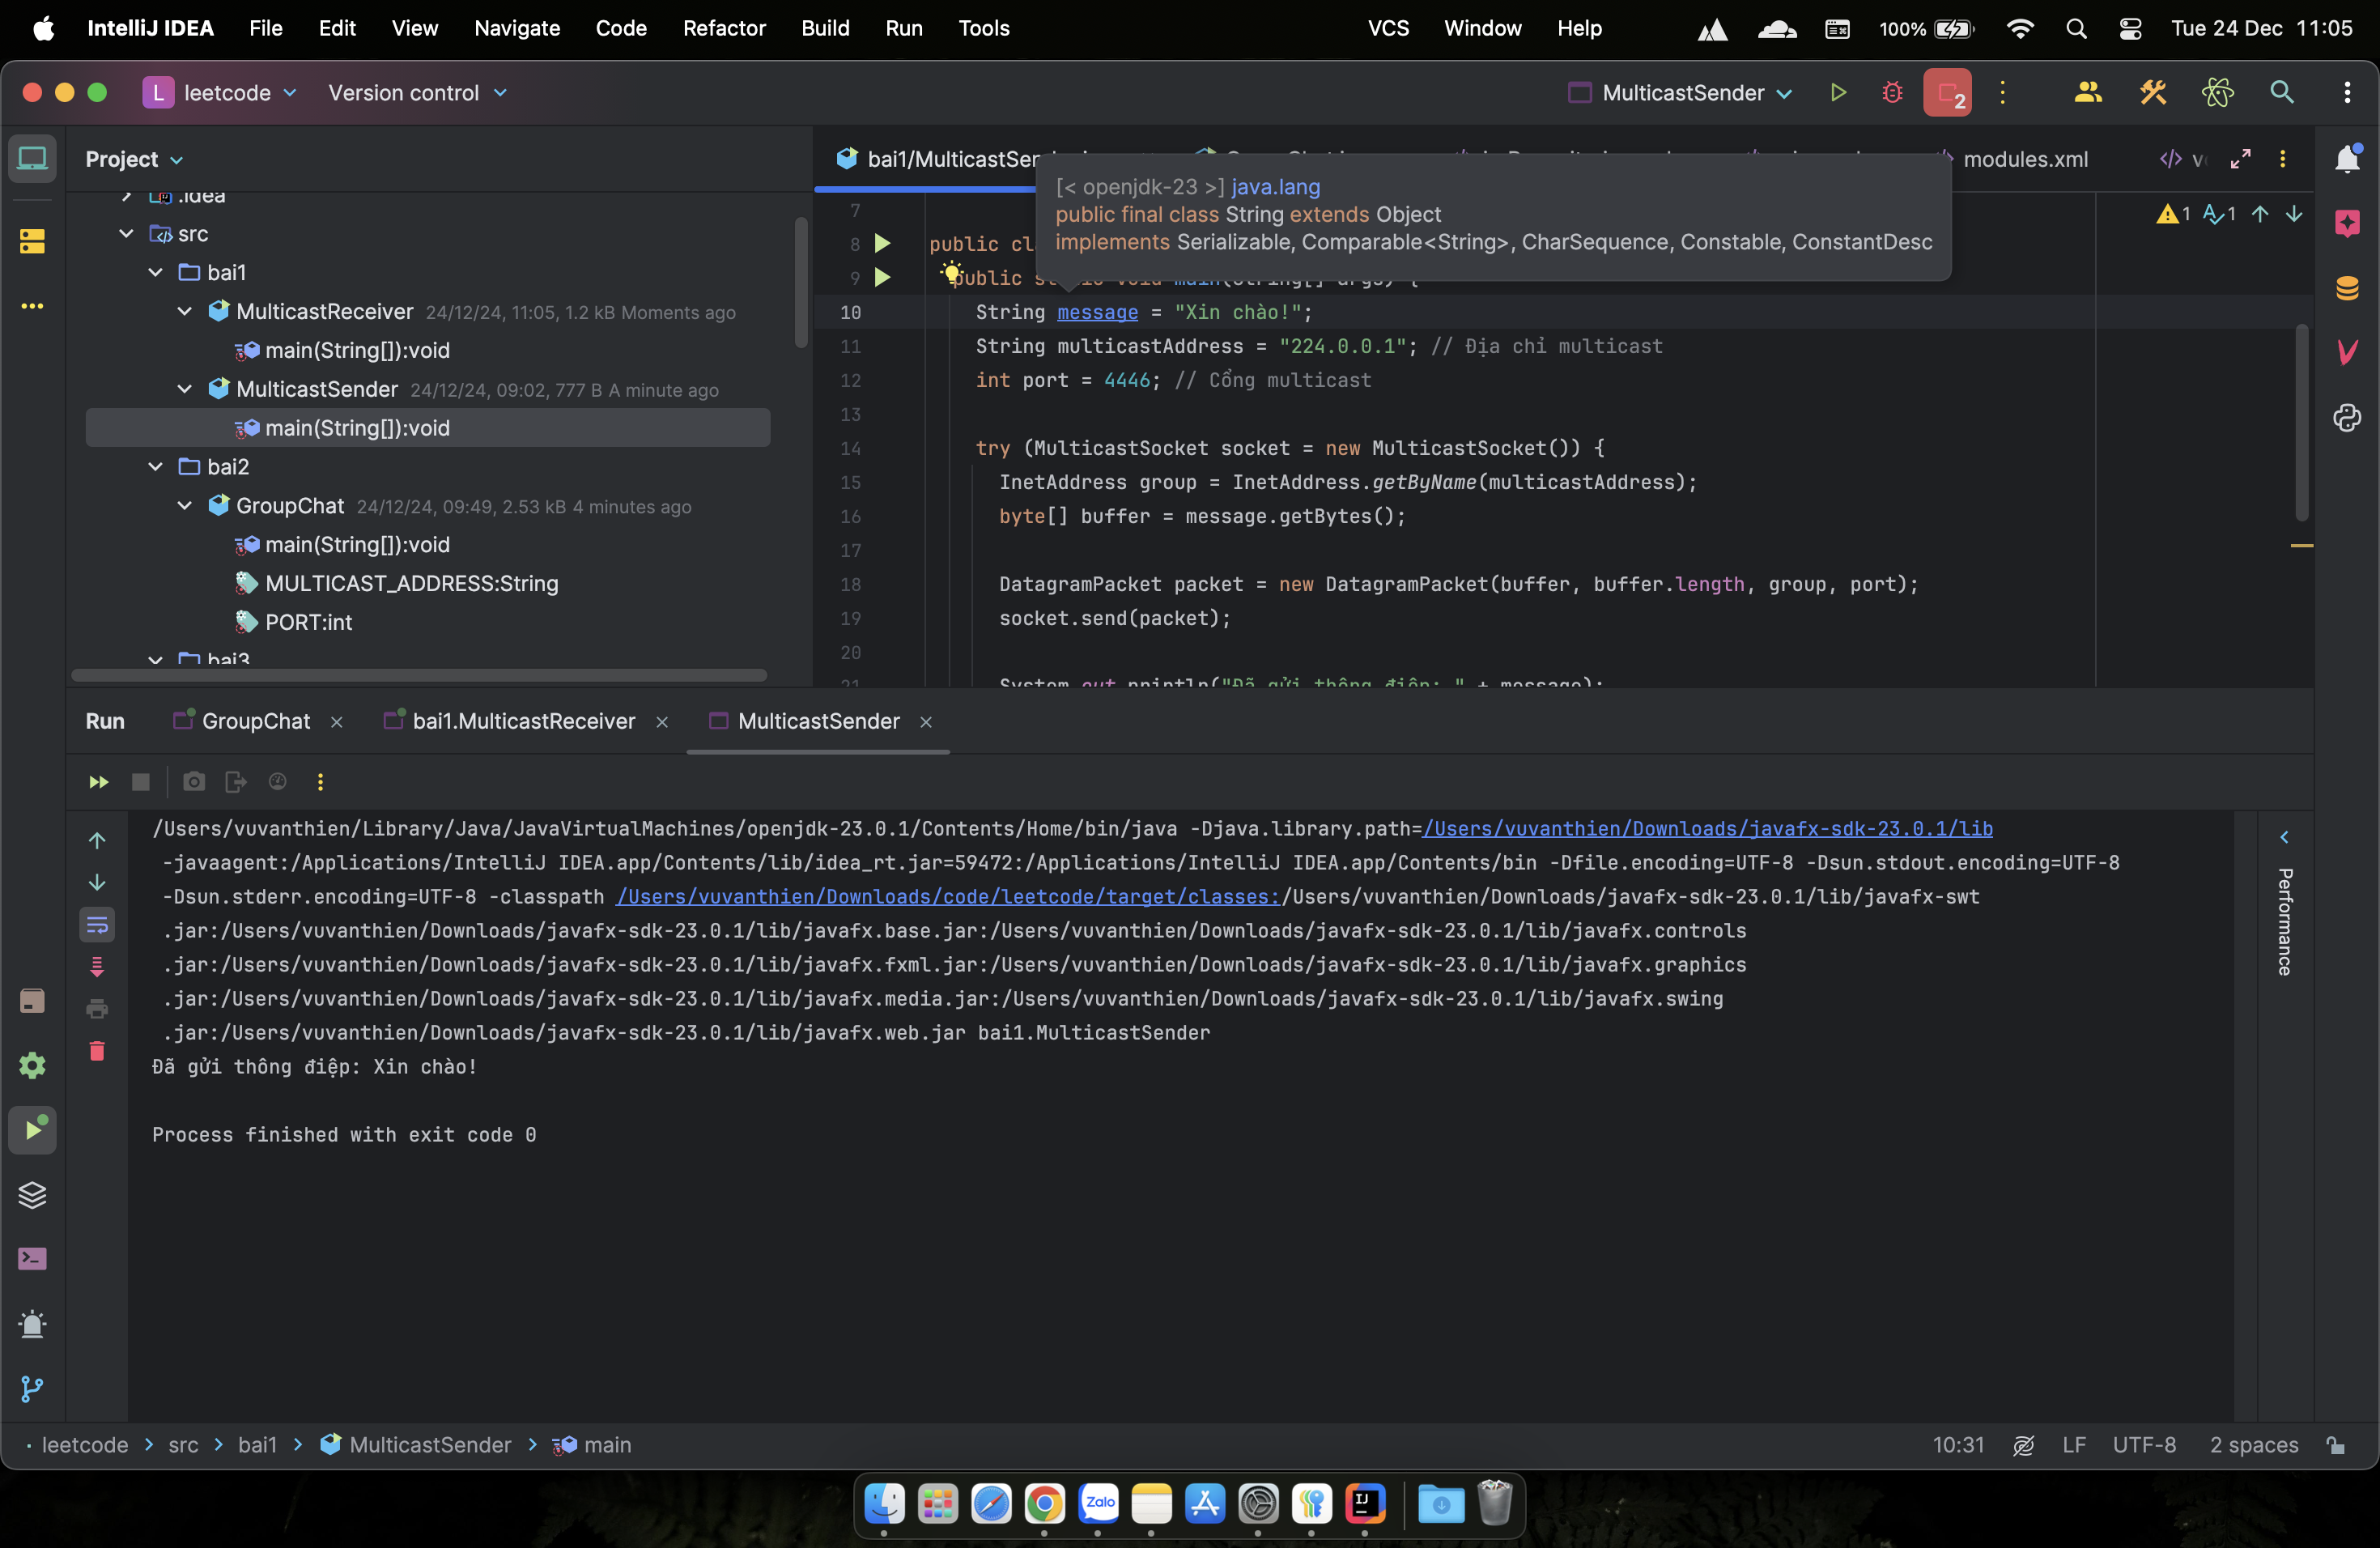 IntelliJ IDEA File Edit View Navigate Code Refactor Build Run Tools VCS Window Help 100% Tue 24 Dec 11:05
L leetcode Version control MulticastSender 2
Project
.idea
src
bai1
MulticastReceiver 24/12/24, 11:05, 1.2 kB Moments ago
main(String[]):void
MulticastSender 24/12/24, 09:02, 777 B A minute ago
main(String[]):void
bai2
GroupChat 24/12/24, 09:49, 2.53 kB 4 minutes ago
main(String[]):void
MULTICAST_ADDRESS:String
PORT:int
bai3
modules.xml
[< openjdk-23 >] java.lang
public final class String extends Object
implements Serializable, Comparable<String>, CharSequence, Constable, ConstantDesc
1 1
7
8 public
9 public static void main(String[] args) {
10 String message = "Xin chào!";
11 String multicastAddress = "224.0.0.1"; // Địa chỉ multicast
12 int port = 4446; // Cổng multicast
13
14 try (MulticastSocket socket = new MulticastSocket()) {
15 InetAddress group = InetAddress.getByName(multicastAddress);
16 byte[] buffer = message.getBytes();
17
18 DatagramPacket packet = new DatagramPacket(buffer, buffer.length, group, port);
19 socket.send(packet);
20
21 System.out.println("Đã gửi thông điệp: " + message);
Run GroupChat bai1.MulticastReceiver MulticastSender
/Users/vuvanthien/Library/Java/JavaVirtualMachines/openjdk-23.0.1/Contents/Home/bin/java -Djava.library.path=/Users/vuvanthien/Downloads/javafx-sdk-23.0.1/lib
-javaagent:/Applications/IntelliJ IDEA.app/Contents/lib/idea_rt.jar=59472:/Applications/IntelliJ IDEA.app/Contents/bin -Dfile.encoding=UTF-8 -Dsun.stdout.encoding=UTF-8
-Dsun.stderr.encoding=UTF-8 -classpath /Users/vuvanthien/Downloads/code/leetcode/target/classes:/Users/vuvanthien/Downloads/javafx-sdk-23.0.1/lib/javafx-swt
.jar:/Users/vuvanthien/Downloads/javafx-sdk-23.0.1/lib/javafx.base.jar:/Users/vuvanthien/Downloads/javafx-sdk-23.0.1/lib/javafx.controls
.jar:/Users/vuvanthien/Downloads/javafx-sdk-23.0.1/lib/javafx.fxml.jar:/Users/vuvanthien/Downloads/javafx-sdk-23.0.1/lib/javafx.graphics
.jar:/Users/vuvanthien/Downloads/javafx-sdk-23.0.1/lib/javafx.media.jar:/Users/vuvanthien/Downloads/javafx-sdk-23.0.1/lib/javafx.swing
.jar:/Users/vuvanthien/Downloads/javafx-sdk-23.0.1/lib/javafx.web.jar bai1.MulticastSender
Đã gửi thông điệp: Xin chào!
Process finished with exit code 0
Performance
leetcode src bai1 MulticastSender main 10:31 LF UTF-8 2 spaces
Zalo
IJ